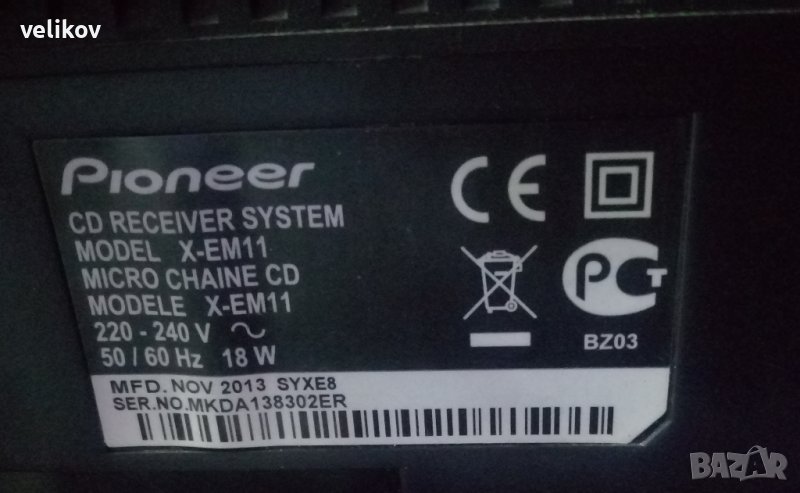 velikov
Pioneer
CD RECEIVER SYSTEM
MODEL X-EM11
MICRO CHAINE CD
MODELE X-EM11
220 - 240 V ~
50 / 60 Hz 18 W
CE
PCT
BZ03
MFD. NOV 2013 SYXE8
SER.NO.MKDA138302ER
BAZAR